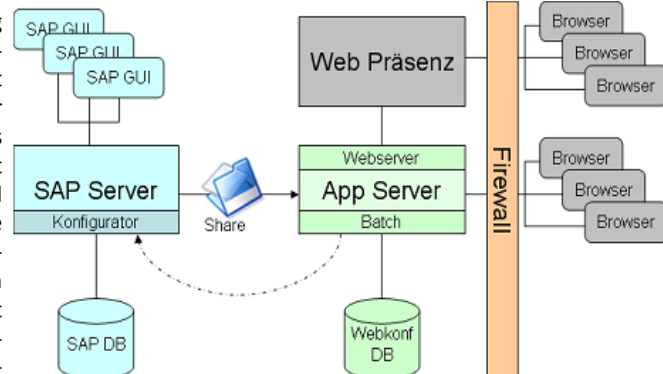 SAP GUI
SAP GUI
SAP GUI
Web Präsenz
Browser
Browser
Browser
Webserver
SAP Server
App Server
Konfigurator
Share
Batch
Firewall
Browser
Browser
Browser
SAP DB
Webkonf
DB